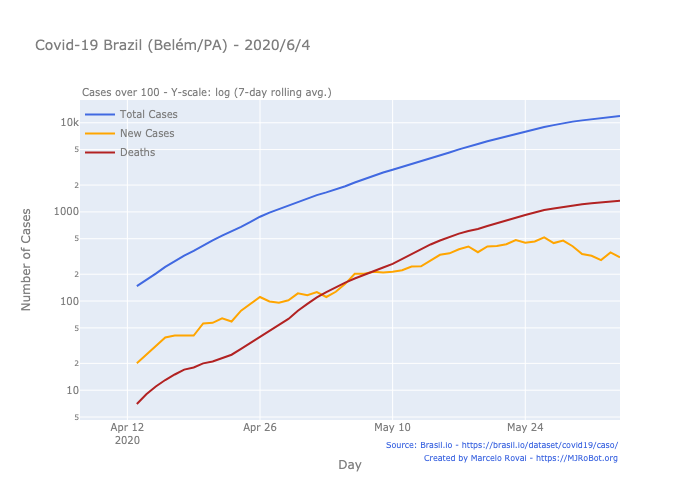 Covid-19 Brazil (Belém/PA) - 2020/6/4
Cases over 100 - Y-scale: log (7-day rolling avg.)
Total Cases
New Cases
Deaths
10k
5
2
1000
5
2
100
5
2
10
5
Number of Cases
Apr 12
2020
Apr 26
May 10
May 24
Day
Source: Brasil.io - https://brasil.io/dataset/covid19/caso/
Created by Marcelo Rovai - https://MJRoBot.org